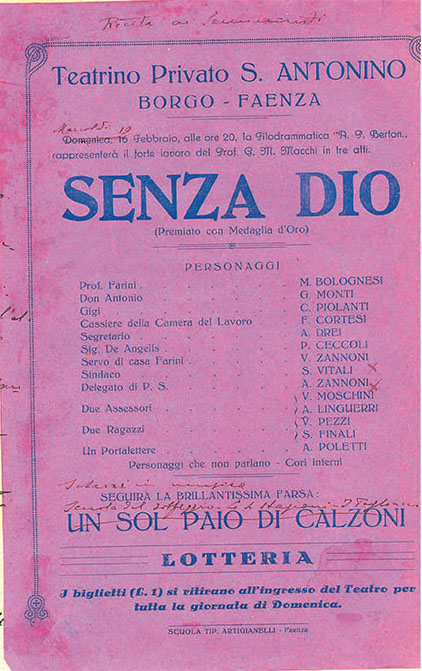 Recita ai Seminaristi
Teatrino Privato S. ANTONINO
BORGO - FAENZA
Martedì 18
Domenica, 16 Febbraio, alle ore 20, la Filodrammatica "A. P. Berton„
rappresenterà il forte lavoro del Prof. G. M. Macchi in tre atti.
SENZA DIO
(Premiato con Medaglia d'Oro)
PERSONAGGI
Prof. Farini . M. BOLOGNESI
Don Antonio . G. MONTI
Gigi . C. PIOLANTI
Cassiere della Camera del Lavoro . F. CORTESI
Segretario . A. DREI
Sig. De Angelis . P. CECCOLI
Servo di casa Farini . V. ZANNONI
Sindaco . S. VITALI
Delegato di P. S. . A. ZANNONI
Due Assessori . V. MOSCHINI
A. LINGUERRI
Due Ragazzi . V. PEZZI
S. FINALI
Un Portalettere . A. POLETTI
Personaggi che non parlano - Cori interni
SEGUIRA LA BRILLANTISSIMA FARSA:
UN SOL PAIO DI CALZONI
LOTTERIA
I biglietti (L. 1) si ritirano all'ingresso del Teatro per
tutta la giornata di Domenica.
SCUOLA TIP. ARTIGIANELLI - Faenza